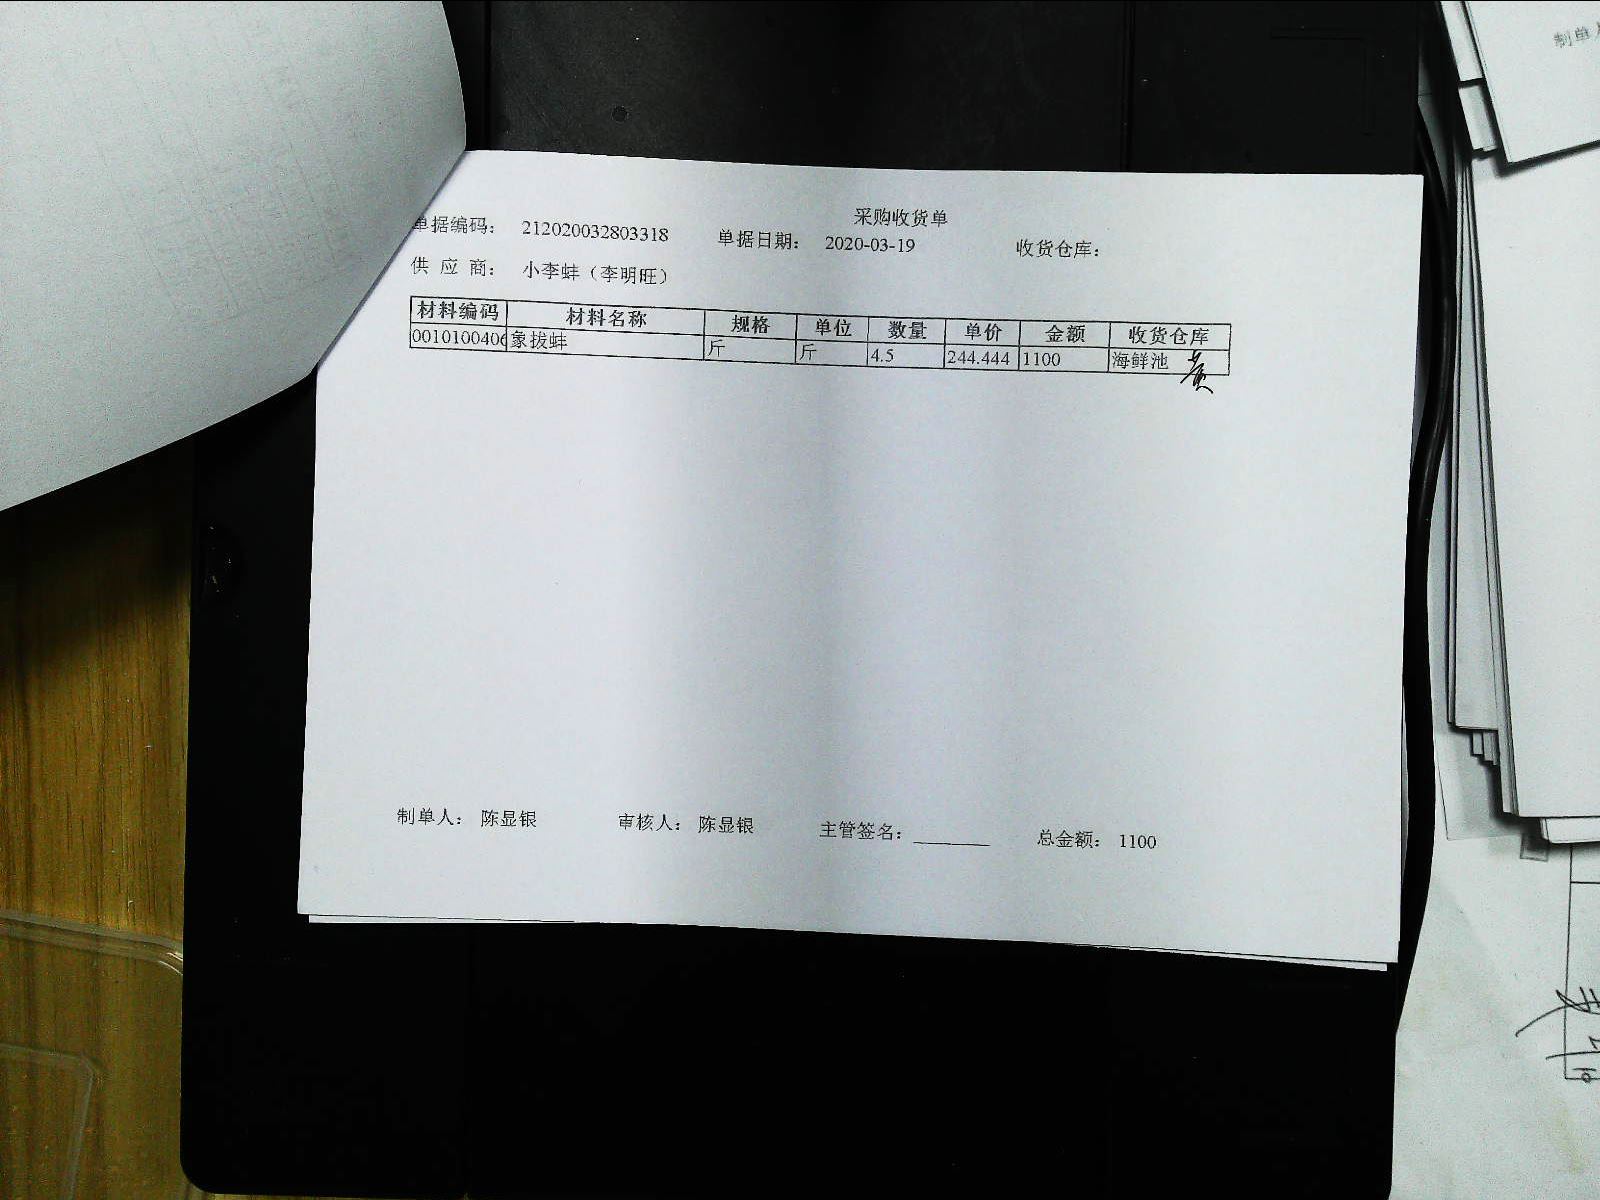 采购收货单
单据编码： 212020032803318 单据日期： 2020-03-19 收货仓库：
供 应 商： 小李蚌（李明旺）
材料编码 材料名称 规格 单位 数量 单价 金额 收货仓库
0010100406 象拔蚌 斤 斤 4.5 244.444 1100 海鲜池
制单人： 陈显银 审核人： 陈显银 主管签名： 总金额： 1100
制单人